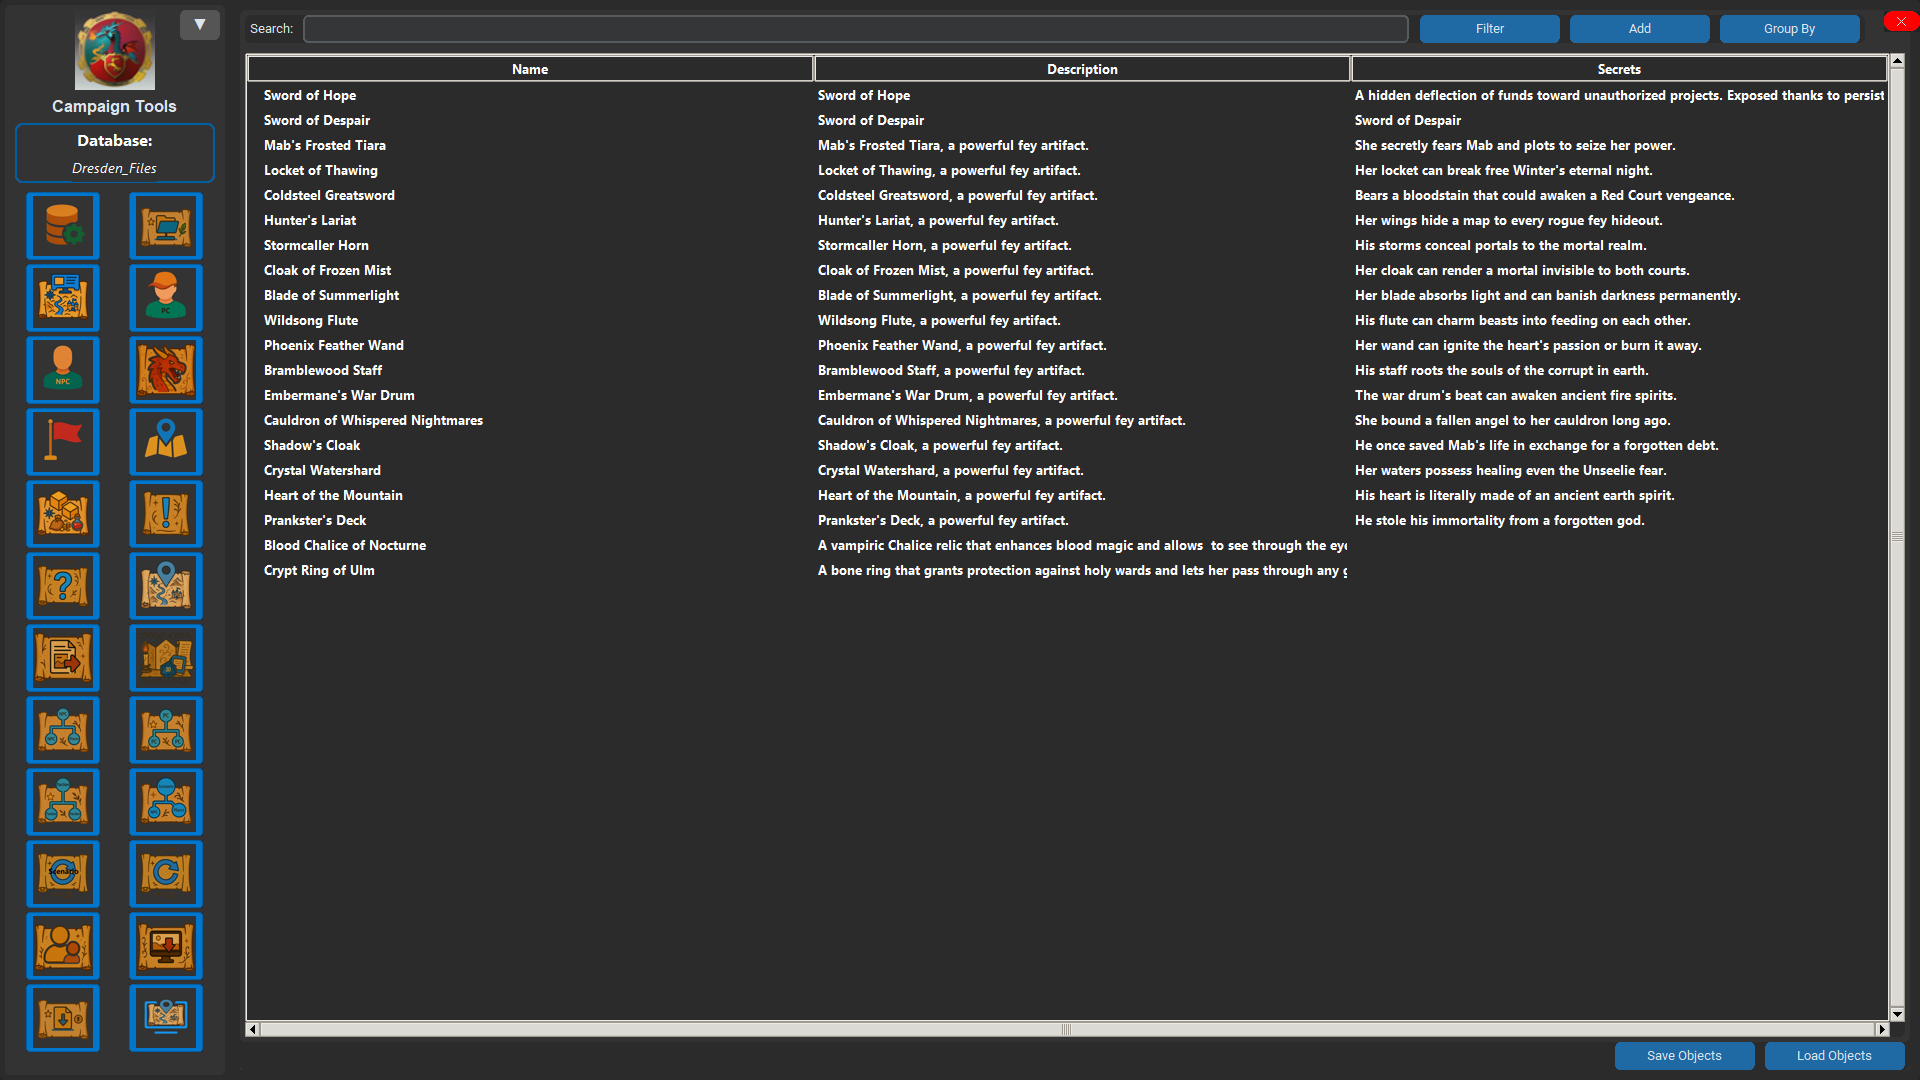 Campaign Tools
Database:
Dresden_Files
PC
NPC
Scenario
Search:
Filter
Add
Group By
Name Description Secrets
Sword of Hope Sword of Hope A hidden deflection of funds toward unauthorized projects. Exposed thanks to persist
Sword of Despair Sword of Despair Sword of Despair
Mab's Frosted Tiara Mab's Frosted Tiara, a powerful fey artifact. She secretly fears Mab and plots to seize her power.
Locket of Thawing Locket of Thawing, a powerful fey artifact. Her locket can break free Winter's eternal night.
Coldsteel Greatsword Coldsteel Greatsword, a powerful fey artifact. Bears a bloodstain that could awaken a Red Court vengeance.
Hunter's Lariat Hunter's Lariat, a powerful fey artifact. Her wings hide a map to every rogue fey hideout.
Stormcaller Horn Stormcaller Horn, a powerful fey artifact. His storms conceal portals to the mortal realm.
Cloak of Frozen Mist Cloak of Frozen Mist, a powerful fey artifact. Her cloak can render a mortal invisible to both courts.
Blade of Summerlight Blade of Summerlight, a powerful fey artifact. Her blade absorbs light and can banish darkness permanently.
Wildsong Flute Wildsong Flute, a powerful fey artifact. His flute can charm beasts into feeding on each other.
Phoenix Feather Wand Phoenix Feather Wand, a powerful fey artifact. Her wand can ignite the heart's passion or burn it away.
Bramblewood Staff Bramblewood Staff, a powerful fey artifact. His staff roots the souls of the corrupt in earth.
Embermane's War Drum Embermane's War Drum, a powerful fey artifact. The war drum's beat can awaken ancient fire spirits.
Cauldron of Whispered Nightmares Cauldron of Whispered Nightmares, a powerful fey artifact. She bound a fallen angel to her cauldron long ago.
Shadow's Cloak Shadow's Cloak, a powerful fey artifact. He once saved Mab's life in exchange for a forgotten debt.
Crystal Watershard Crystal Watershard, a powerful fey artifact. Her waters possess healing even the Unseelie fear.
Heart of the Mountain Heart of the Mountain, a powerful fey artifact. His heart is literally made of an ancient earth spirit.
Prankster's Deck Prankster's Deck, a powerful fey artifact. He stole his immortality from a forgotten god.
Blood Chalice of Nocturne A vampiric Chalice relic that enhances blood magic and allows to see through the eye
Crypt Ring of Ulm A bone ring that grants protection against holy wards and lets her pass through any g
Save Objects
Load Objects